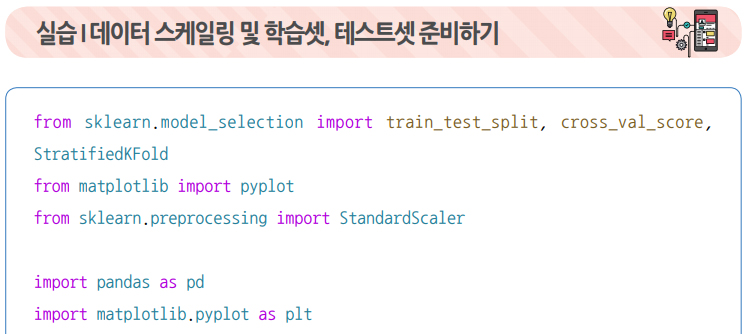 실습 | 데이터 스케일링 및 학습셋, 테스트셋 준비하기
from sklearn.model_selection import train_test_split, cross_val_score,
StratifiedKFold
from matplotlib import pyplot
from sklearn.preprocessing import StandardScaler
import pandas as pd
import matplotlib.pyplot as plt